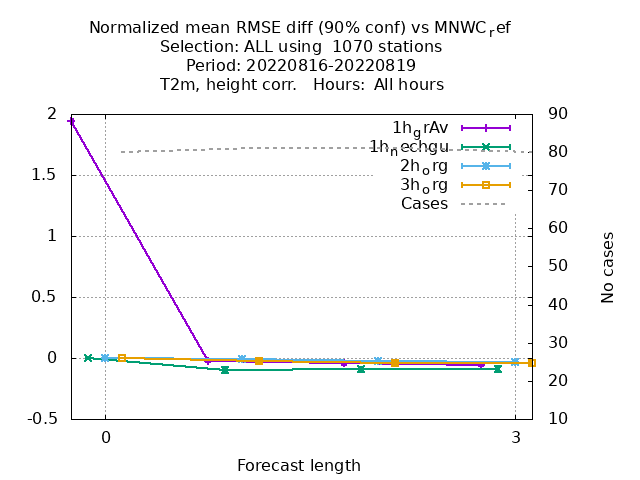 Normalized mean RMSE diff (90% conf) vs MNWC_ref
Selection: ALL using  1070 stations
Period: 20220816-20220819
T2m, height corr.   Hours:  All hours
2
1.5
1
0.5
0
-0.5
90
80
70
60
50
40
30
20
10
1h_grAv
1h_nechgu
2h_org
3h_org
Cases
No cases
0
3
Forecast length